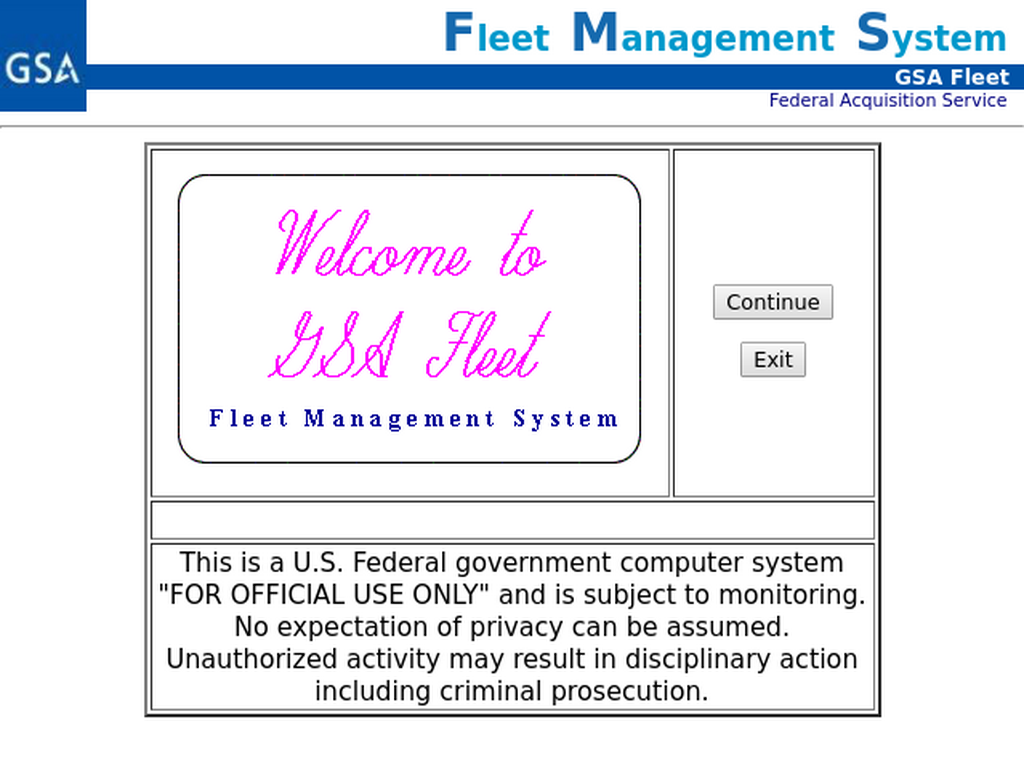 GSA
Fleet Management System
GSA Fleet
Federal Acquisition Service
Welcome to
GSA Fleet
Fleet Management System
Continue
Exit
This is a U.S. Federal government computer system
"FOR OFFICIAL USE ONLY" and is subject to monitoring.
No expectation of privacy can be assumed.
Unauthorized activity may result in disciplinary action
including criminal prosecution.